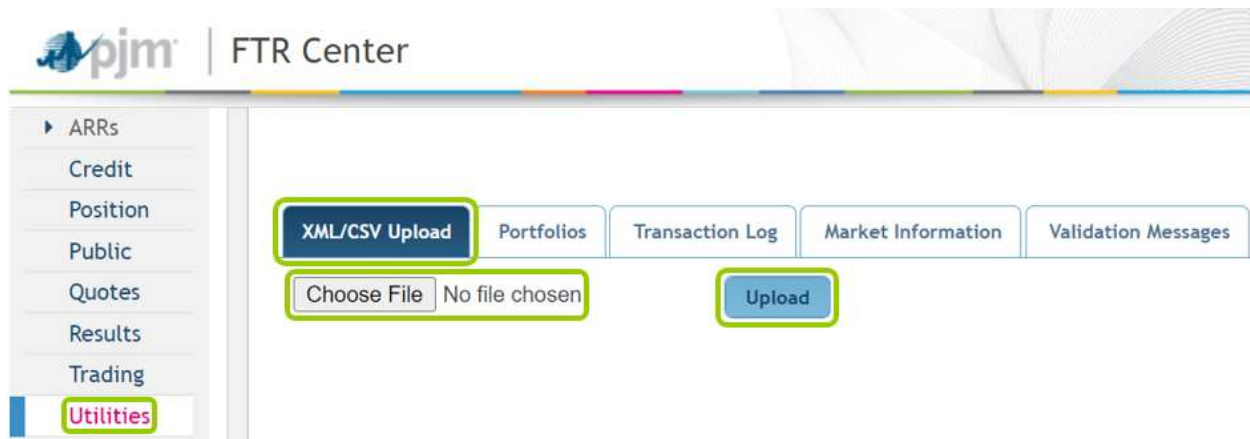 pjm | FTR Center
ARRs
Credit
Position
Public
Quotes
Results
Trading
Utilities
XML/CSV Upload Portfolios Transaction Log Market Information Validation Messages
Choose File No file chosen Upload